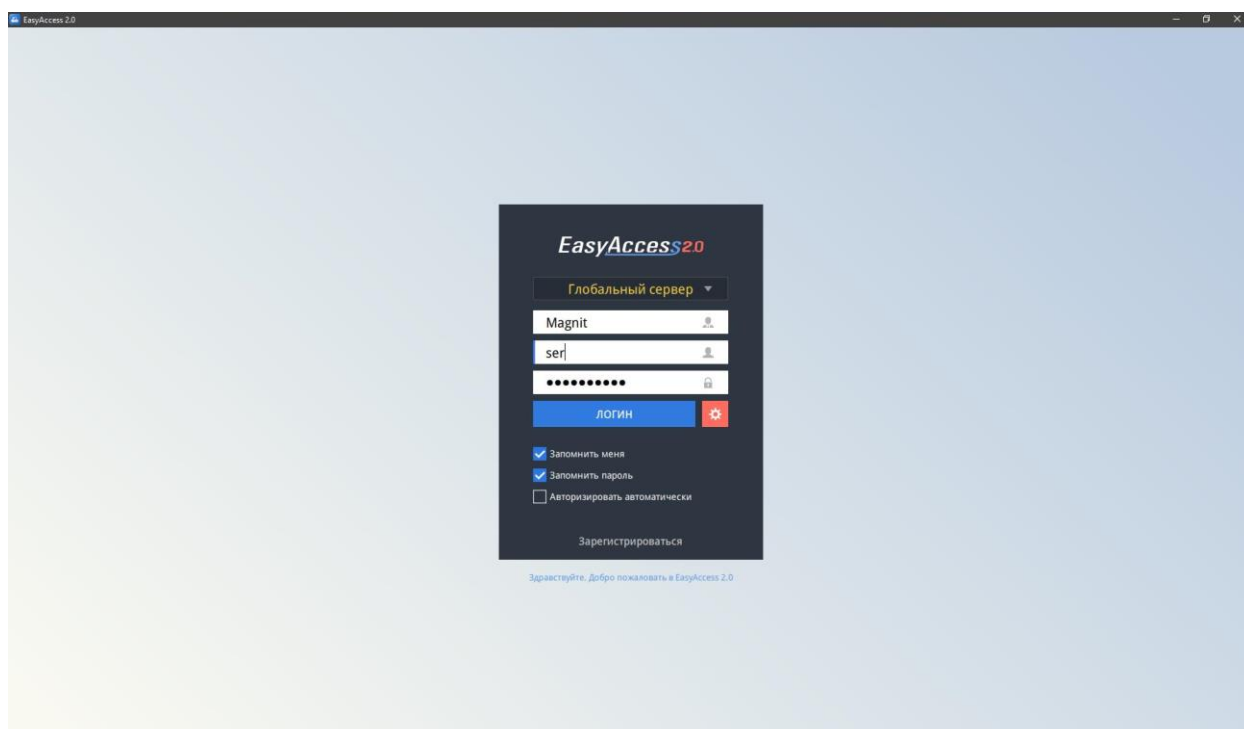 EasyAccess 2.0
EasyAccess2.0
Глобальный сервер
Magnit
ser
••••••••••
ЛОГИН
Запомнить меня
Запомнить пароль
Авторизировать автоматически
Зарегистрироваться
Здравствуйте. Добро пожаловать в EasyAccess 2.0